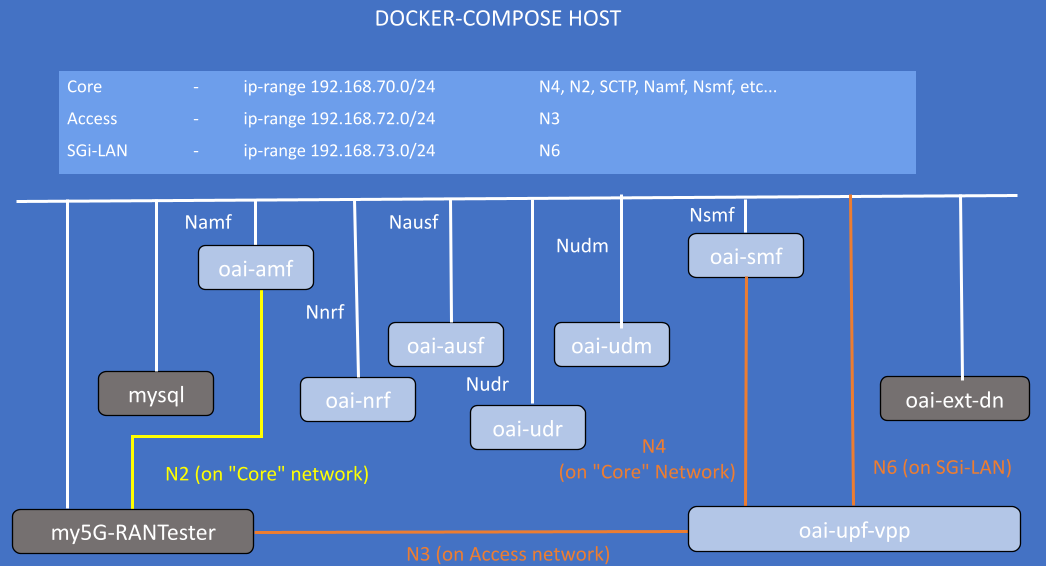 DOCKER-COMPOSE HOST
Core - ip-range 192.168.70.0/24 N4, N2, SCTP, Namf, Nsmf, etc...
Access - ip-range 192.168.72.0/24 N3
SGi-LAN - ip-range 192.168.73.0/24 N6
Namf
Nausf
Nsmf
Nudm
oai-amf
oai-smf
Nnrf
oai-ausf
oai-udm
Nudr
mysql
oai-nrf
oai-ext-dn
oai-udr
N4
(on "Core" Network)
N2 (on "Core" network)
N6 (on SGi-LAN)
my5G-RANTester
oai-upf-vpp
N3 (on Access network)